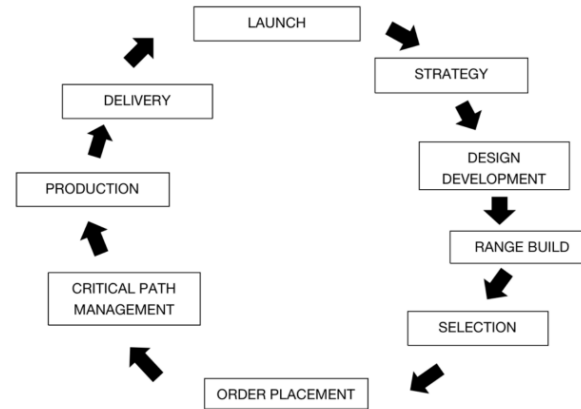 LAUNCH
STRATEGY
DESIGN
DEVELOPMENT
RANGE BUILD
SELECTION
ORDER PLACEMENT
CRITICAL PATH
MANAGEMENT
PRODUCTION
DELIVERY